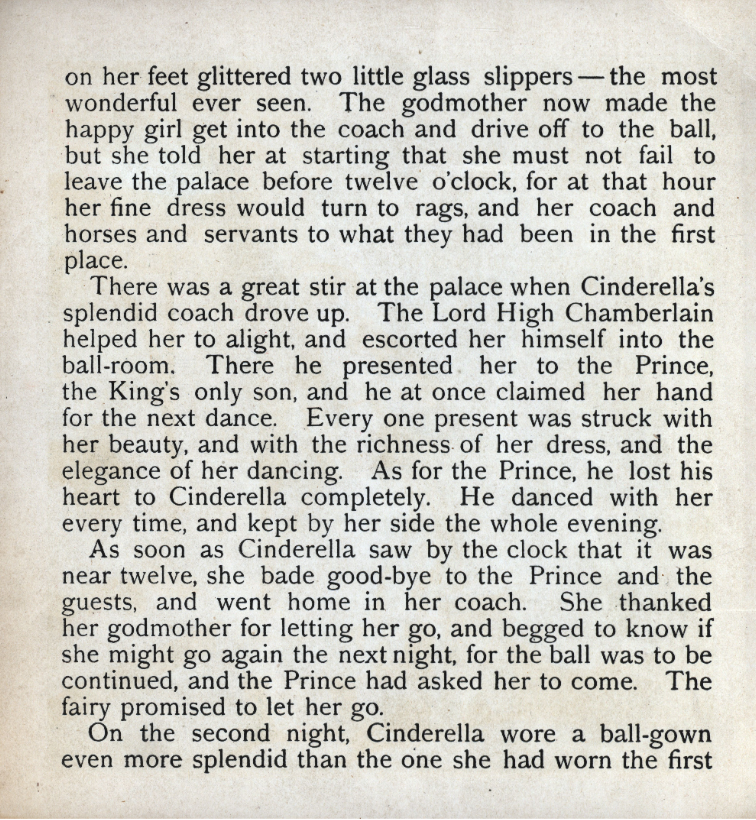 on her feet glittered two little glass slippers — the most
wonderful ever seen. The godmother now made the
happy girl get into the coach and drive off to the ball,
but she told her at starting that she must not fail to
leave the palace before twelve o'clock, for at that hour
her fine dress would turn to rags, and her coach and
horses and servants to what they had been in the first
place.
There was a great stir at the palace when Cinderella's
splendid coach drove up. The Lord High Chamberlain
helped her to alight, and escorted her himself into the
ball-room. There he presented her to the Prince,
the King's only son, and he at once claimed her hand
for the next dance. Every one present was struck with
her beauty, and with the richness of her dress, and the
elegance of her dancing. As for the Prince, he lost his
heart to Cinderella completely. He danced with her
every time, and kept by her side the whole evening.
As soon as Cinderella saw by the clock that it was
near twelve, she bade good-bye to the Prince and the
guests, and went home in her coach. She thanked
her godmother for letting her go, and begged to know if
she might go again the next night, for the ball was to be
continued, and the Prince had asked her to come. The
fairy promised to let her go.
On the second night, Cinderella wore a ball-gown
even more splendid than the one she had worn the first